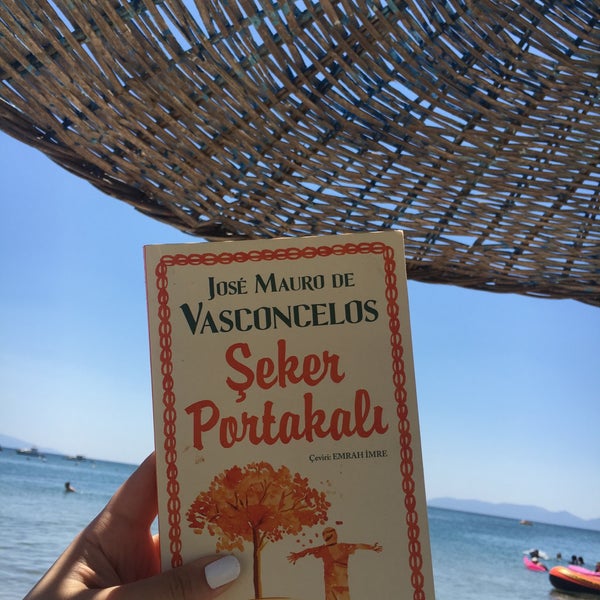 JOSÉ MAURO DE
VASCONCELOS
Şeker
Portakalı
Çeviri: EMRAH İMRE